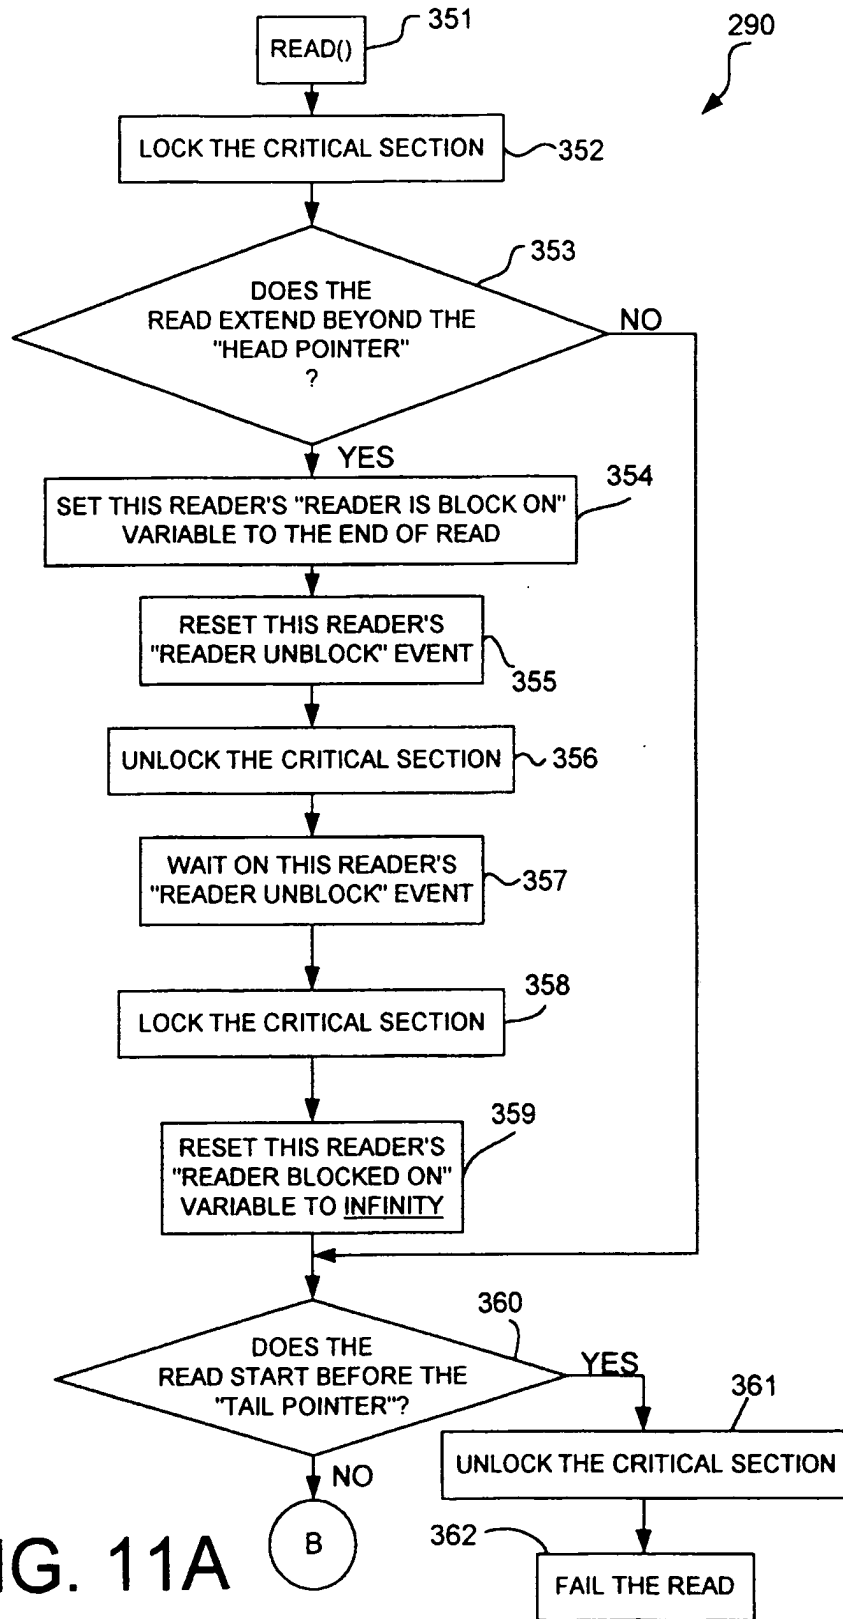 351
290
READ()
LOCK THE CRITICAL SECTION
352
353
DOES THE
READ EXTEND BEYOND THE
"HEAD POINTER"
?
NO
YES
354
SET THIS READER'S "READER IS BLOCK ON"
VARIABLE TO THE END OF READ
RESET THIS READER'S
"READER UNBLOCK" EVENT
355
UNLOCK THE CRITICAL SECTION
356
WAIT ON THIS READER'S
"READER UNBLOCK" EVENT
357
358
LOCK THE CRITICAL SECTION
359
RESET THIS READER'S
"READER BLOCKED ON"
VARIABLE TO INFINITY
360
DOES THE
READ START BEFORE THE
"TAIL POINTER"?
YES
361
UNLOCK THE CRITICAL SECTION
NO
362
B
FAIL THE READ
IG. 11A